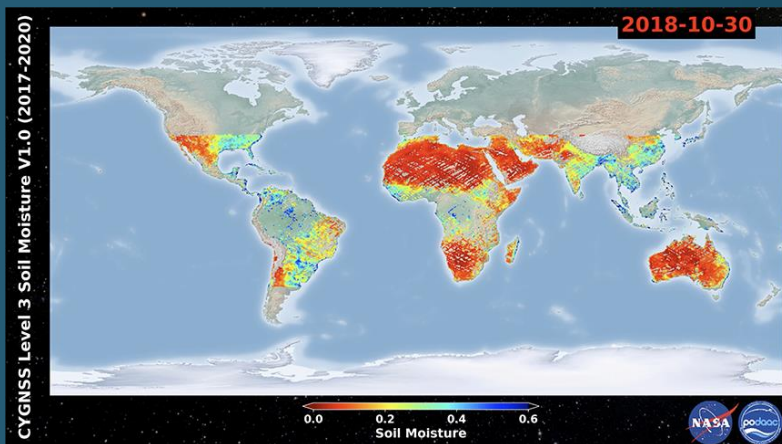 CYGNSS Level 3 Soil Moisture V1.0 (2017-2020)
2018-10-30
0.0 0.2 0.4 0.6
Soil Moisture
NASA
podaac